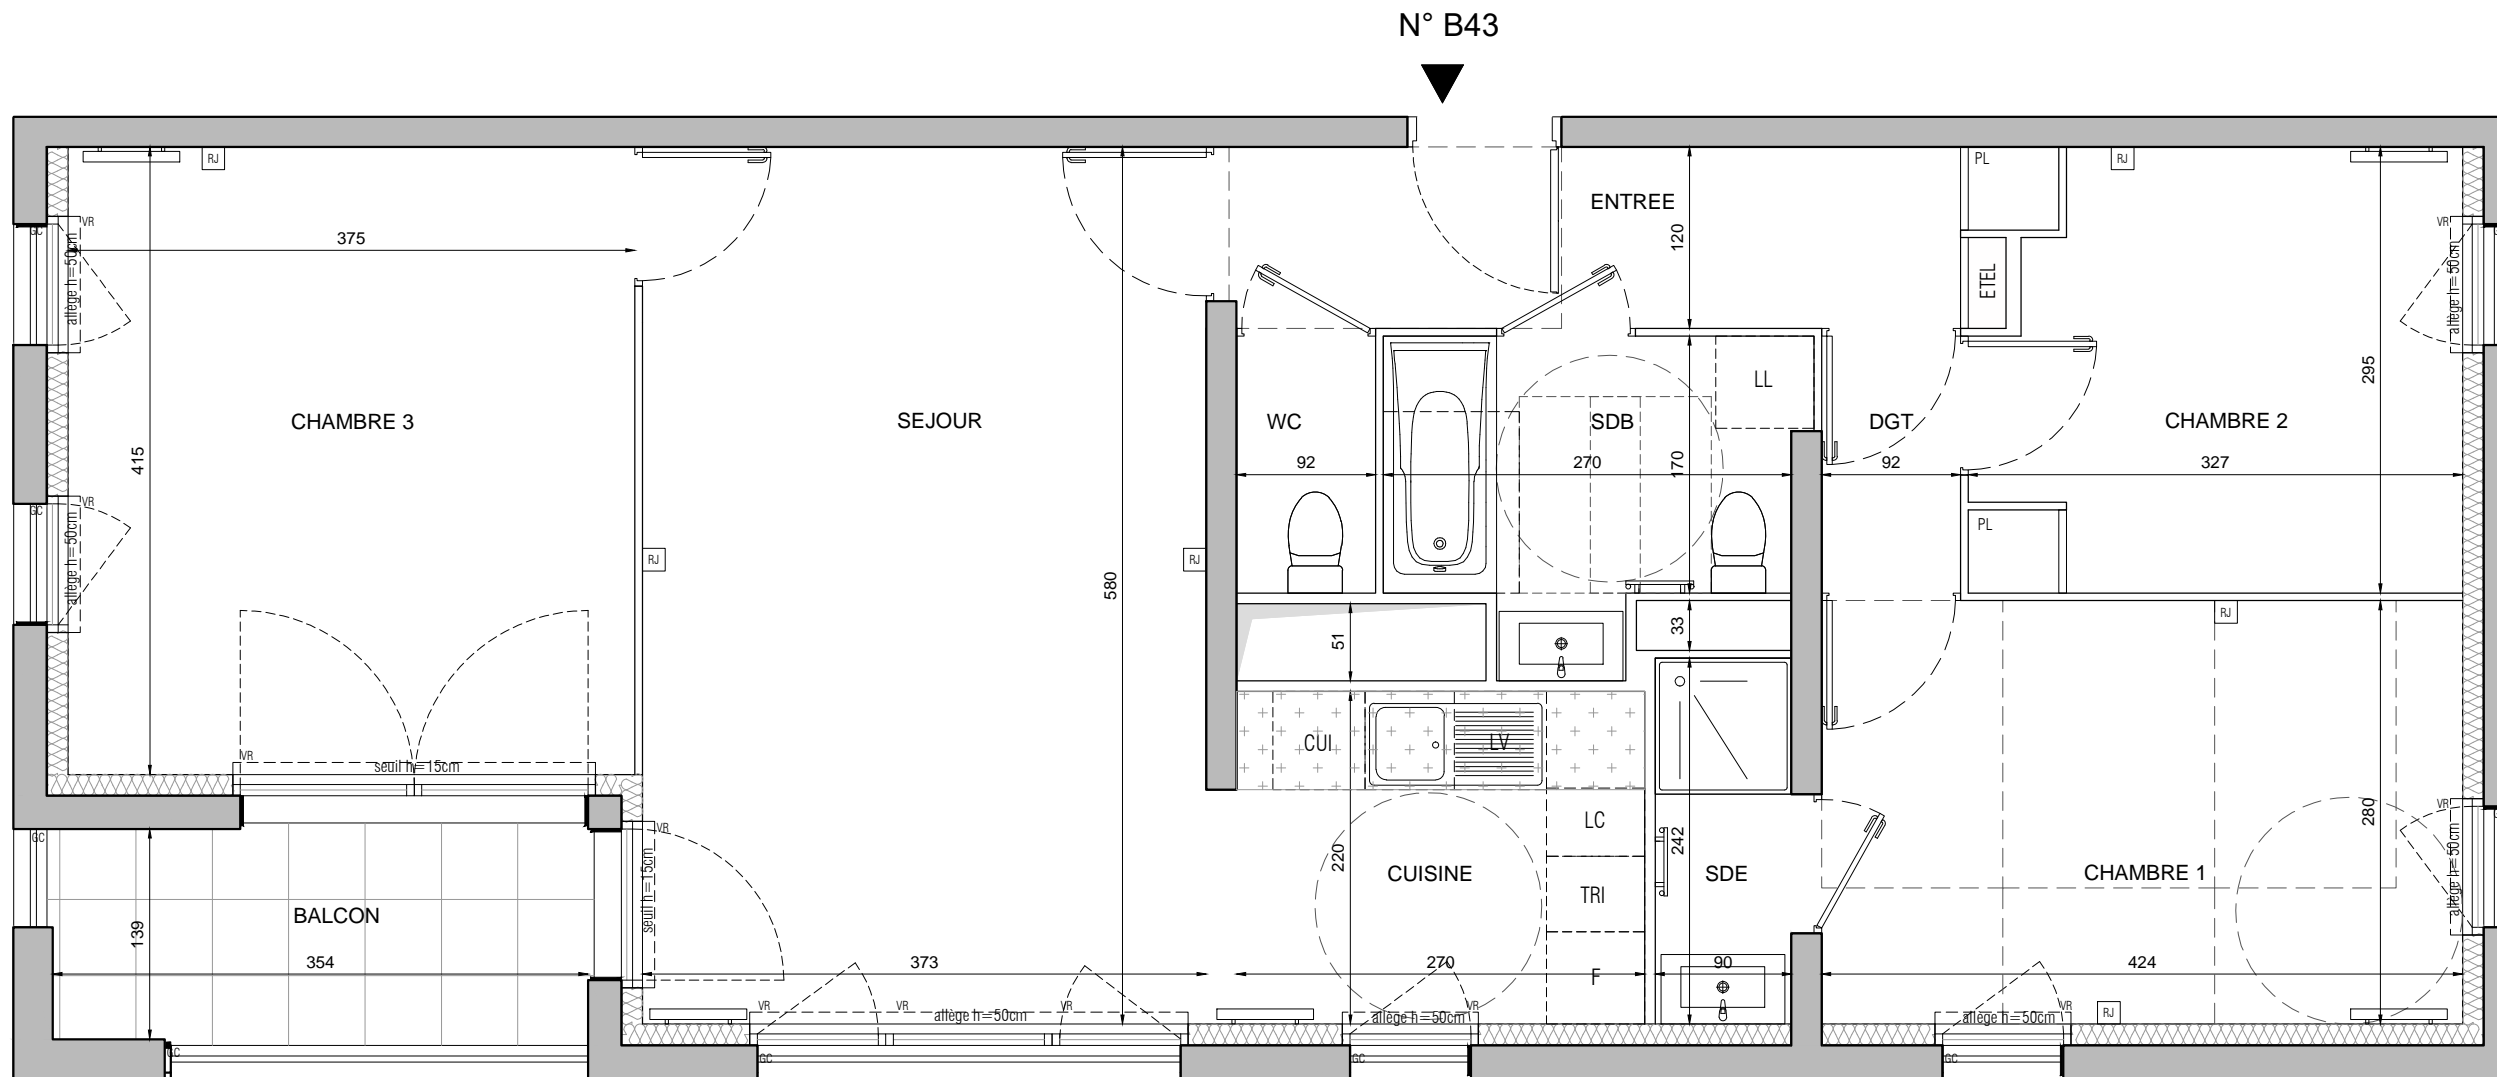 N° B43
RJ
PL
RJ
ENTREE
VR
GC
allège h=50cm
375
120
VR
allège h=50cm
ETEL
295
LL
CHAMBRE 3
SEJOUR
WC
SDB
DGT
CHAMBRE 2
415
92
270
170
92
327
VR
GC
allège h=50cm
PL
RJ
RJ
580
51
33
RJ
VR
seuil h=15cm
CUI
LV
VR
GC
seuil h=15cm
LC
220
242
280
VR
allège h=50cm
CUISINE
SDE
CHAMBRE 1
TRI
BALCON
139
354
373
270
90
424
F
VR
VR
VR
VR
VR
VR
allège h=50cm
allège h=50cm
RJ
allège h=50cm
GC
GC
GC
GC